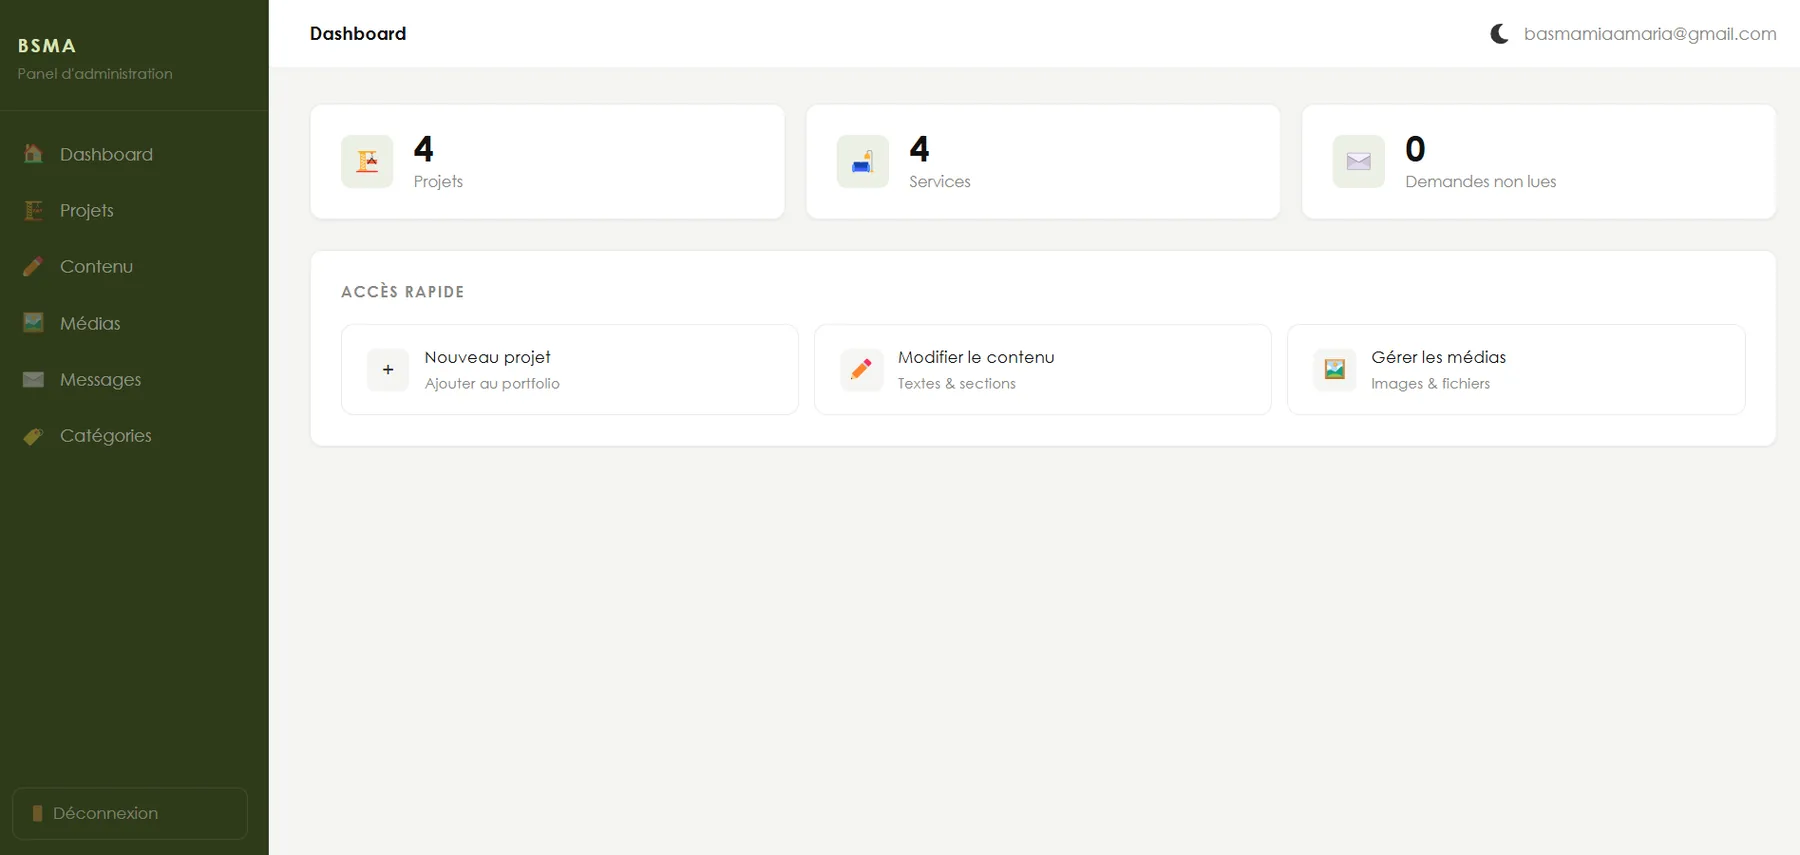 BSMA
Panel d'administration
Dashboard
Projets
Contenu
Médias
Messages
Catégories
Déconnexion
Dashboard
basmamiaamaria@gmail.com
4
Projets
4
Services
0
Demandes non lues
ACCÈS RAPIDE
+
Nouveau projet
Ajouter au portfolio
Modifier le contenu
Textes & sections
Gérer les médias
Images & fichiers